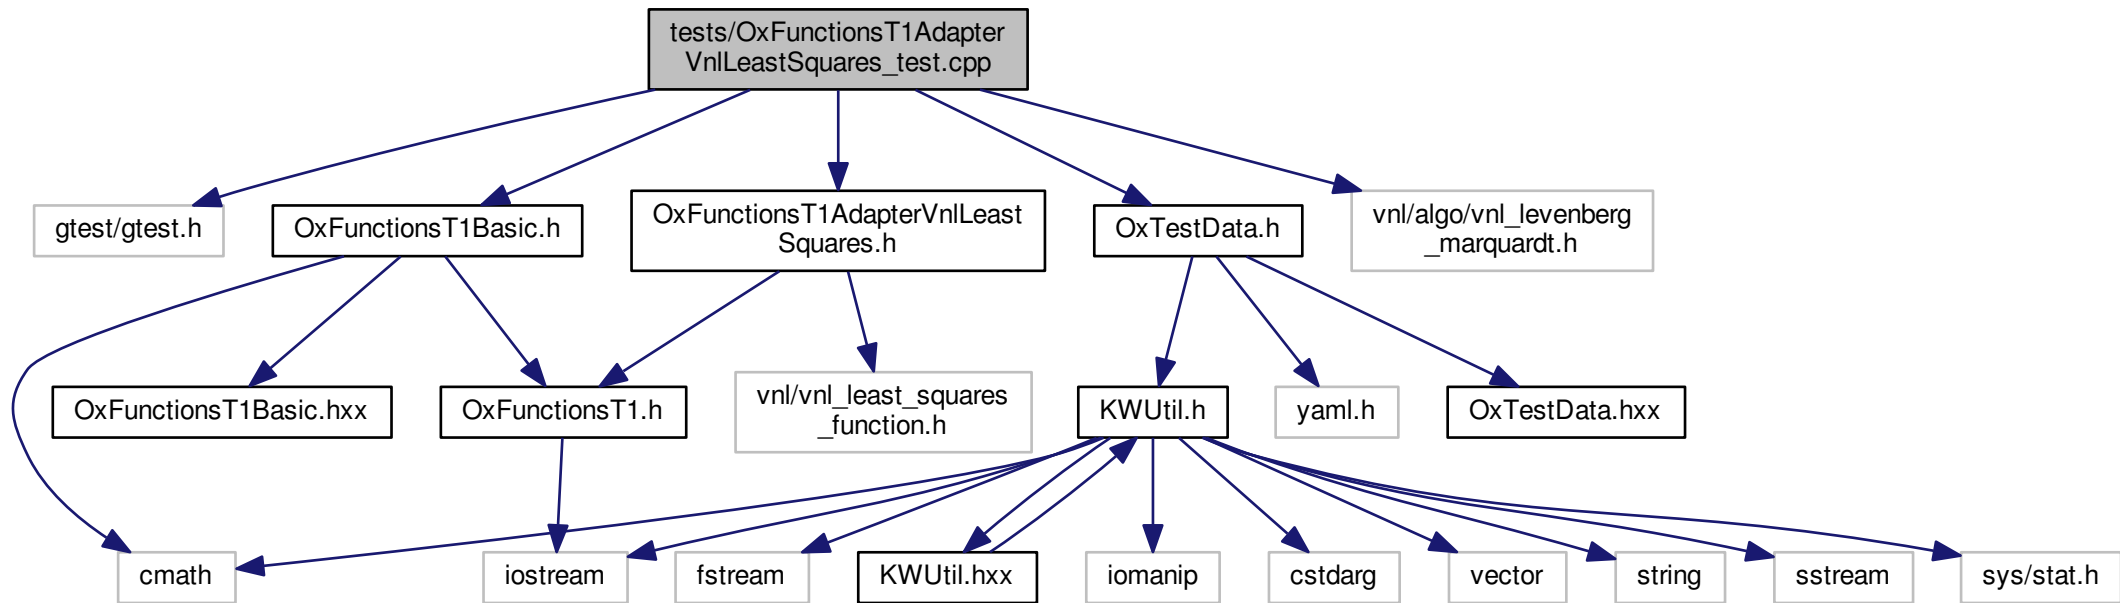 tests/OxFunctionsT1Adapter
VnlLeastSquares_test.cpp
gtest/gtest.h
OxFunctionsT1Basic.h
OxFunctionsT1AdapterVnlLeast
Squares.h
OxTestData.h
vnl/algo/vnl_levenberg
_marquardt.h
OxFunctionsT1Basic.hxx
OxFunctionsT1.h
vnl/vnl_least_squares
_function.h
KWUtil.h
yaml.h
OxTestData.hxx
cmath
iostream
fstream
KWUtil.hxx
iomanip
cstdarg
vector
string
sstream
sys/stat.h